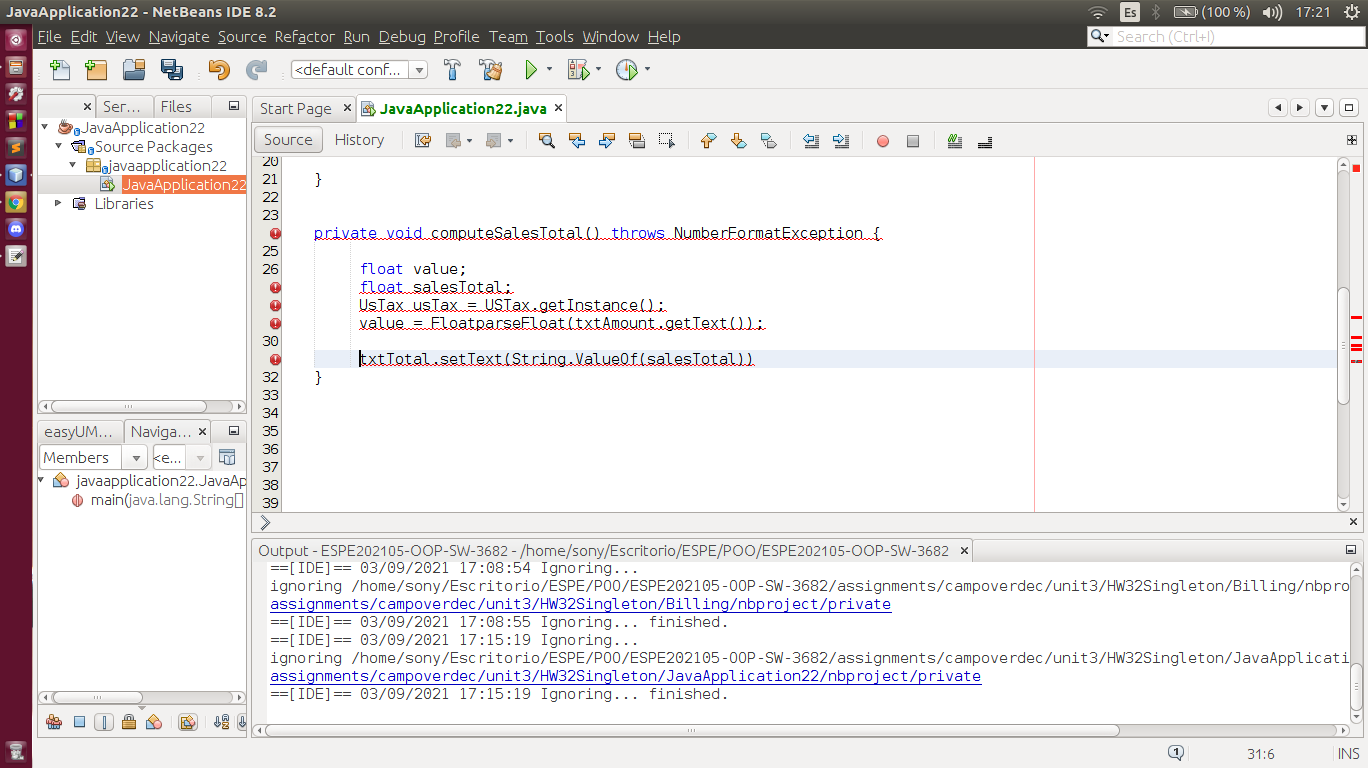 JavaApplication22 - NetBeans IDE 8.2
Es
(100 %)
17:21
File Edit View Navigate Source Refactor Run Debug Profile Team Tools Window Help
Search (Ctrl+I)
<default conf...
Ser...
Files
JavaApplication22
Source Packages
javaapplication22
JavaApplication22
Libraries
Start Page
JavaApplication22.java
Source
History
20
21 }
22
23
private void computeSalesTotal() throws NumberFormatException {
25
26 float value;
float salesTotal;
UsTax usTax = USTax.getInstance();
value = FloatparseFloat(txtAmount.getText());
30
txtTotal.setText(String.ValueOf(salesTotal))
32 }
33
34
35
36
37
38
39
easyUM...
Naviga...
Members
<e...
javaapplication22.JavaAp
main(java.lang.String[]
Output - ESPE202105-OOP-SW-3682 - /home/sony/Escritorio/ESPE/POO/ESPE202105-OOP-SW-3682
==[IDE]== 03/09/2021 17:08:54 Ignoring...
ignoring /home/sony/Escritorio/ESPE/POO/ESPE202105-OOP-SW-3682/assignments/campoverdec/unit3/HW32Singleton/Billing/nbpro
assignments/campoverdec/unit3/HW32Singleton/Billing/nbproject/private
==[IDE]== 03/09/2021 17:08:55 Ignoring... finished.
==[IDE]== 03/09/2021 17:15:19 Ignoring...
ignoring /home/sony/Escritorio/ESPE/POO/ESPE202105-OOP-SW-3682/assignments/campoverdec/unit3/HW32Singleton/JavaApplicati
assignments/campoverdec/unit3/HW32Singleton/JavaApplication22/nbproject/private
==[IDE]== 03/09/2021 17:15:19 Ignoring... finished.
1
31:6
INS